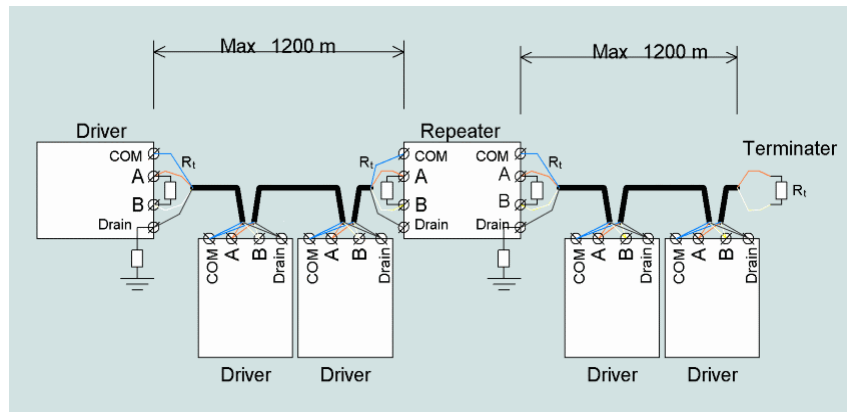 Max 1200 m
Max 1200 m
Driver
Repeater
Terminater
COM
A
B
Drain
Rt
Rt
COM
A
B
Drain
COM
A
B
Drain
Rt
Rt
COM
A
B
Drain
COM
A
B
Drain
COM
A
B
Drain
COM
A
B
Drain
Driver
Driver
Driver
Driver